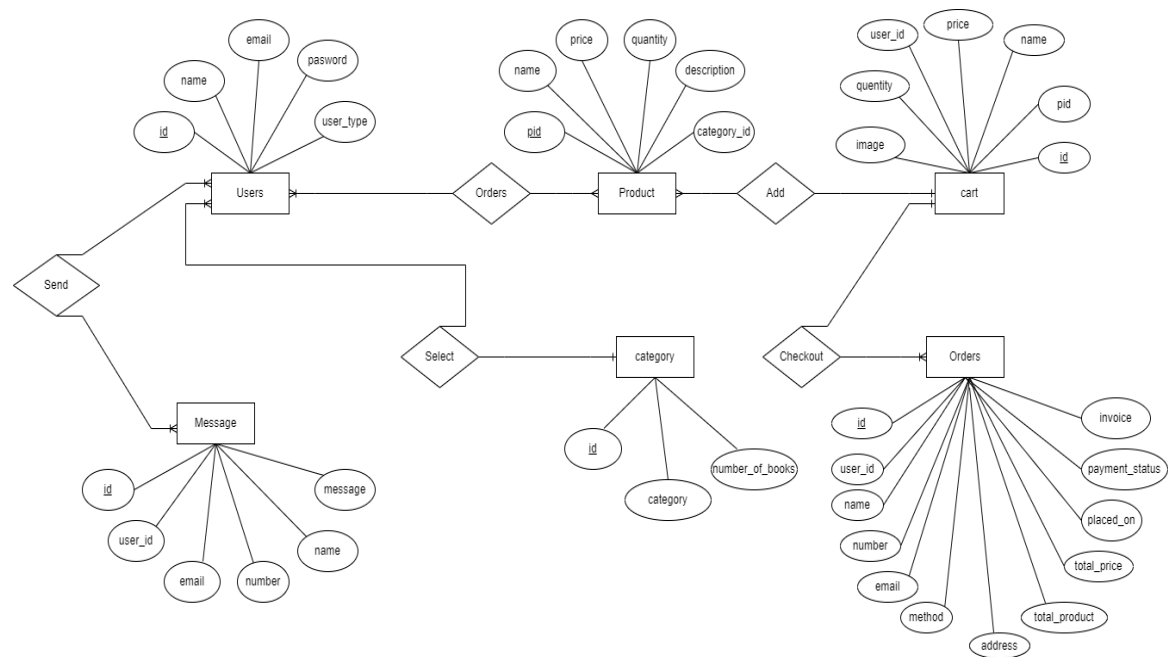 email
name
pasword
id
user_type
Users
price
quantity
name
description
pid
category_id
Orders
Product
Add
price
user_id
name
quentity
pid
image
id
cart
Send
Select
category
Checkout
Orders
Message
id
message
user_id
name
email
number
id
number_of_books
category
id
invoice
user_id
payment_status
name
placed_on
number
total_price
email
method
total_product
address